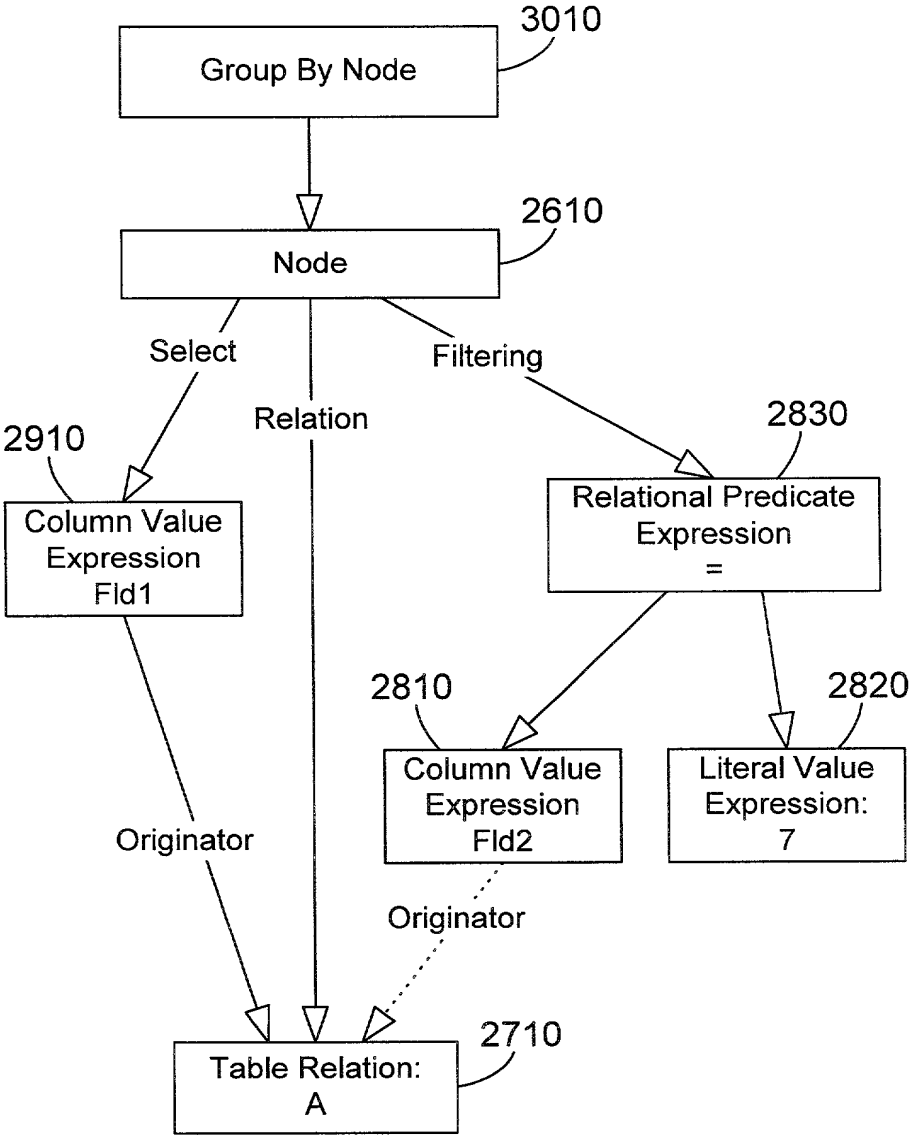 3010
Group By Node
2610
Node
Select
Filtering
Relation
2910
2830
Column Value
Expression
Fld1
Relational Predicate
Expression
=
2810
2820
Column Value
Expression
Fld2
Literal Value
Expression:
7
Originator
Originator
2710
Table Relation:
A